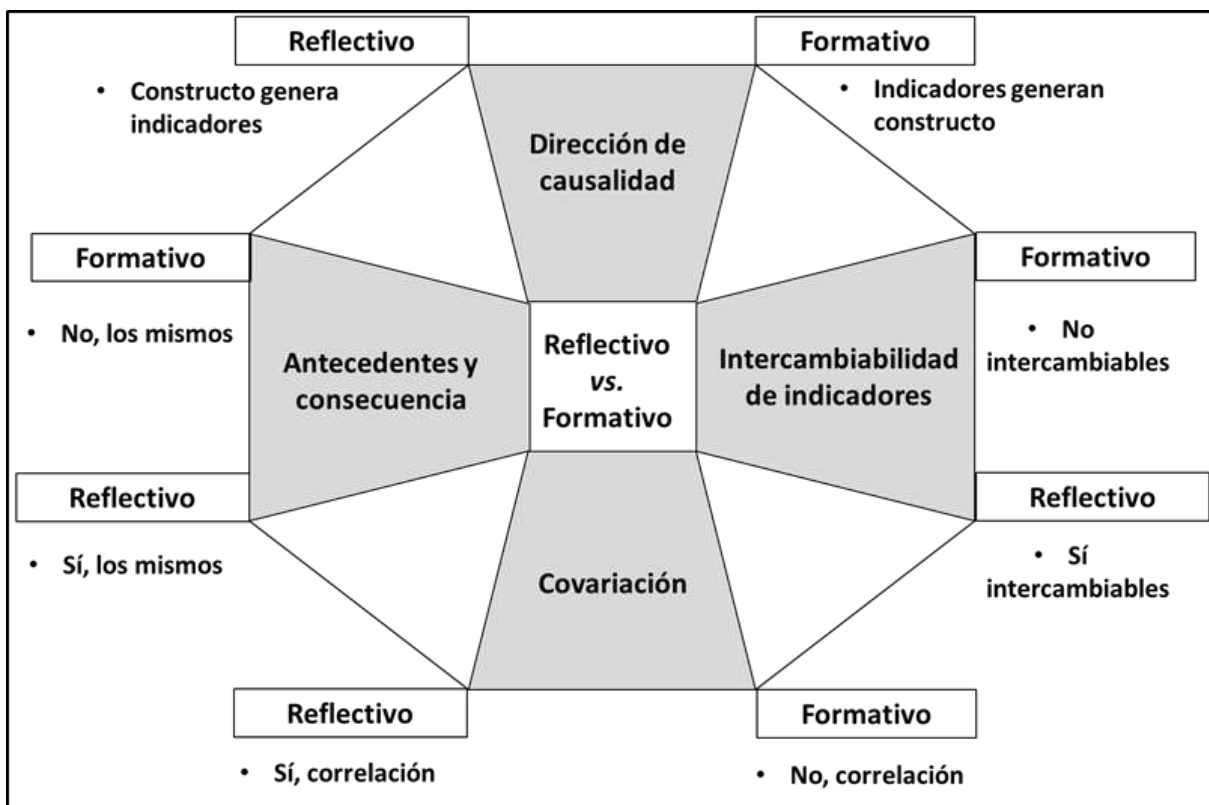 Reflectivo
Formativo
• Constructo genera
indicadores
• Indicadores generan
constructo
Dirección de
causalidad
Formativo
Formativo
• No, los mismos
• No
intercambiables
Antecedentes y
consecuencia
Reflectivo
vs.
Formativo
Intercambiabilidad
de indicadores
Reflectivo
Reflectivo
• Sí, los mismos
• Sí
intercambiables
Covariación
Reflectivo
Formativo
• Sí, correlación
• No, correlación